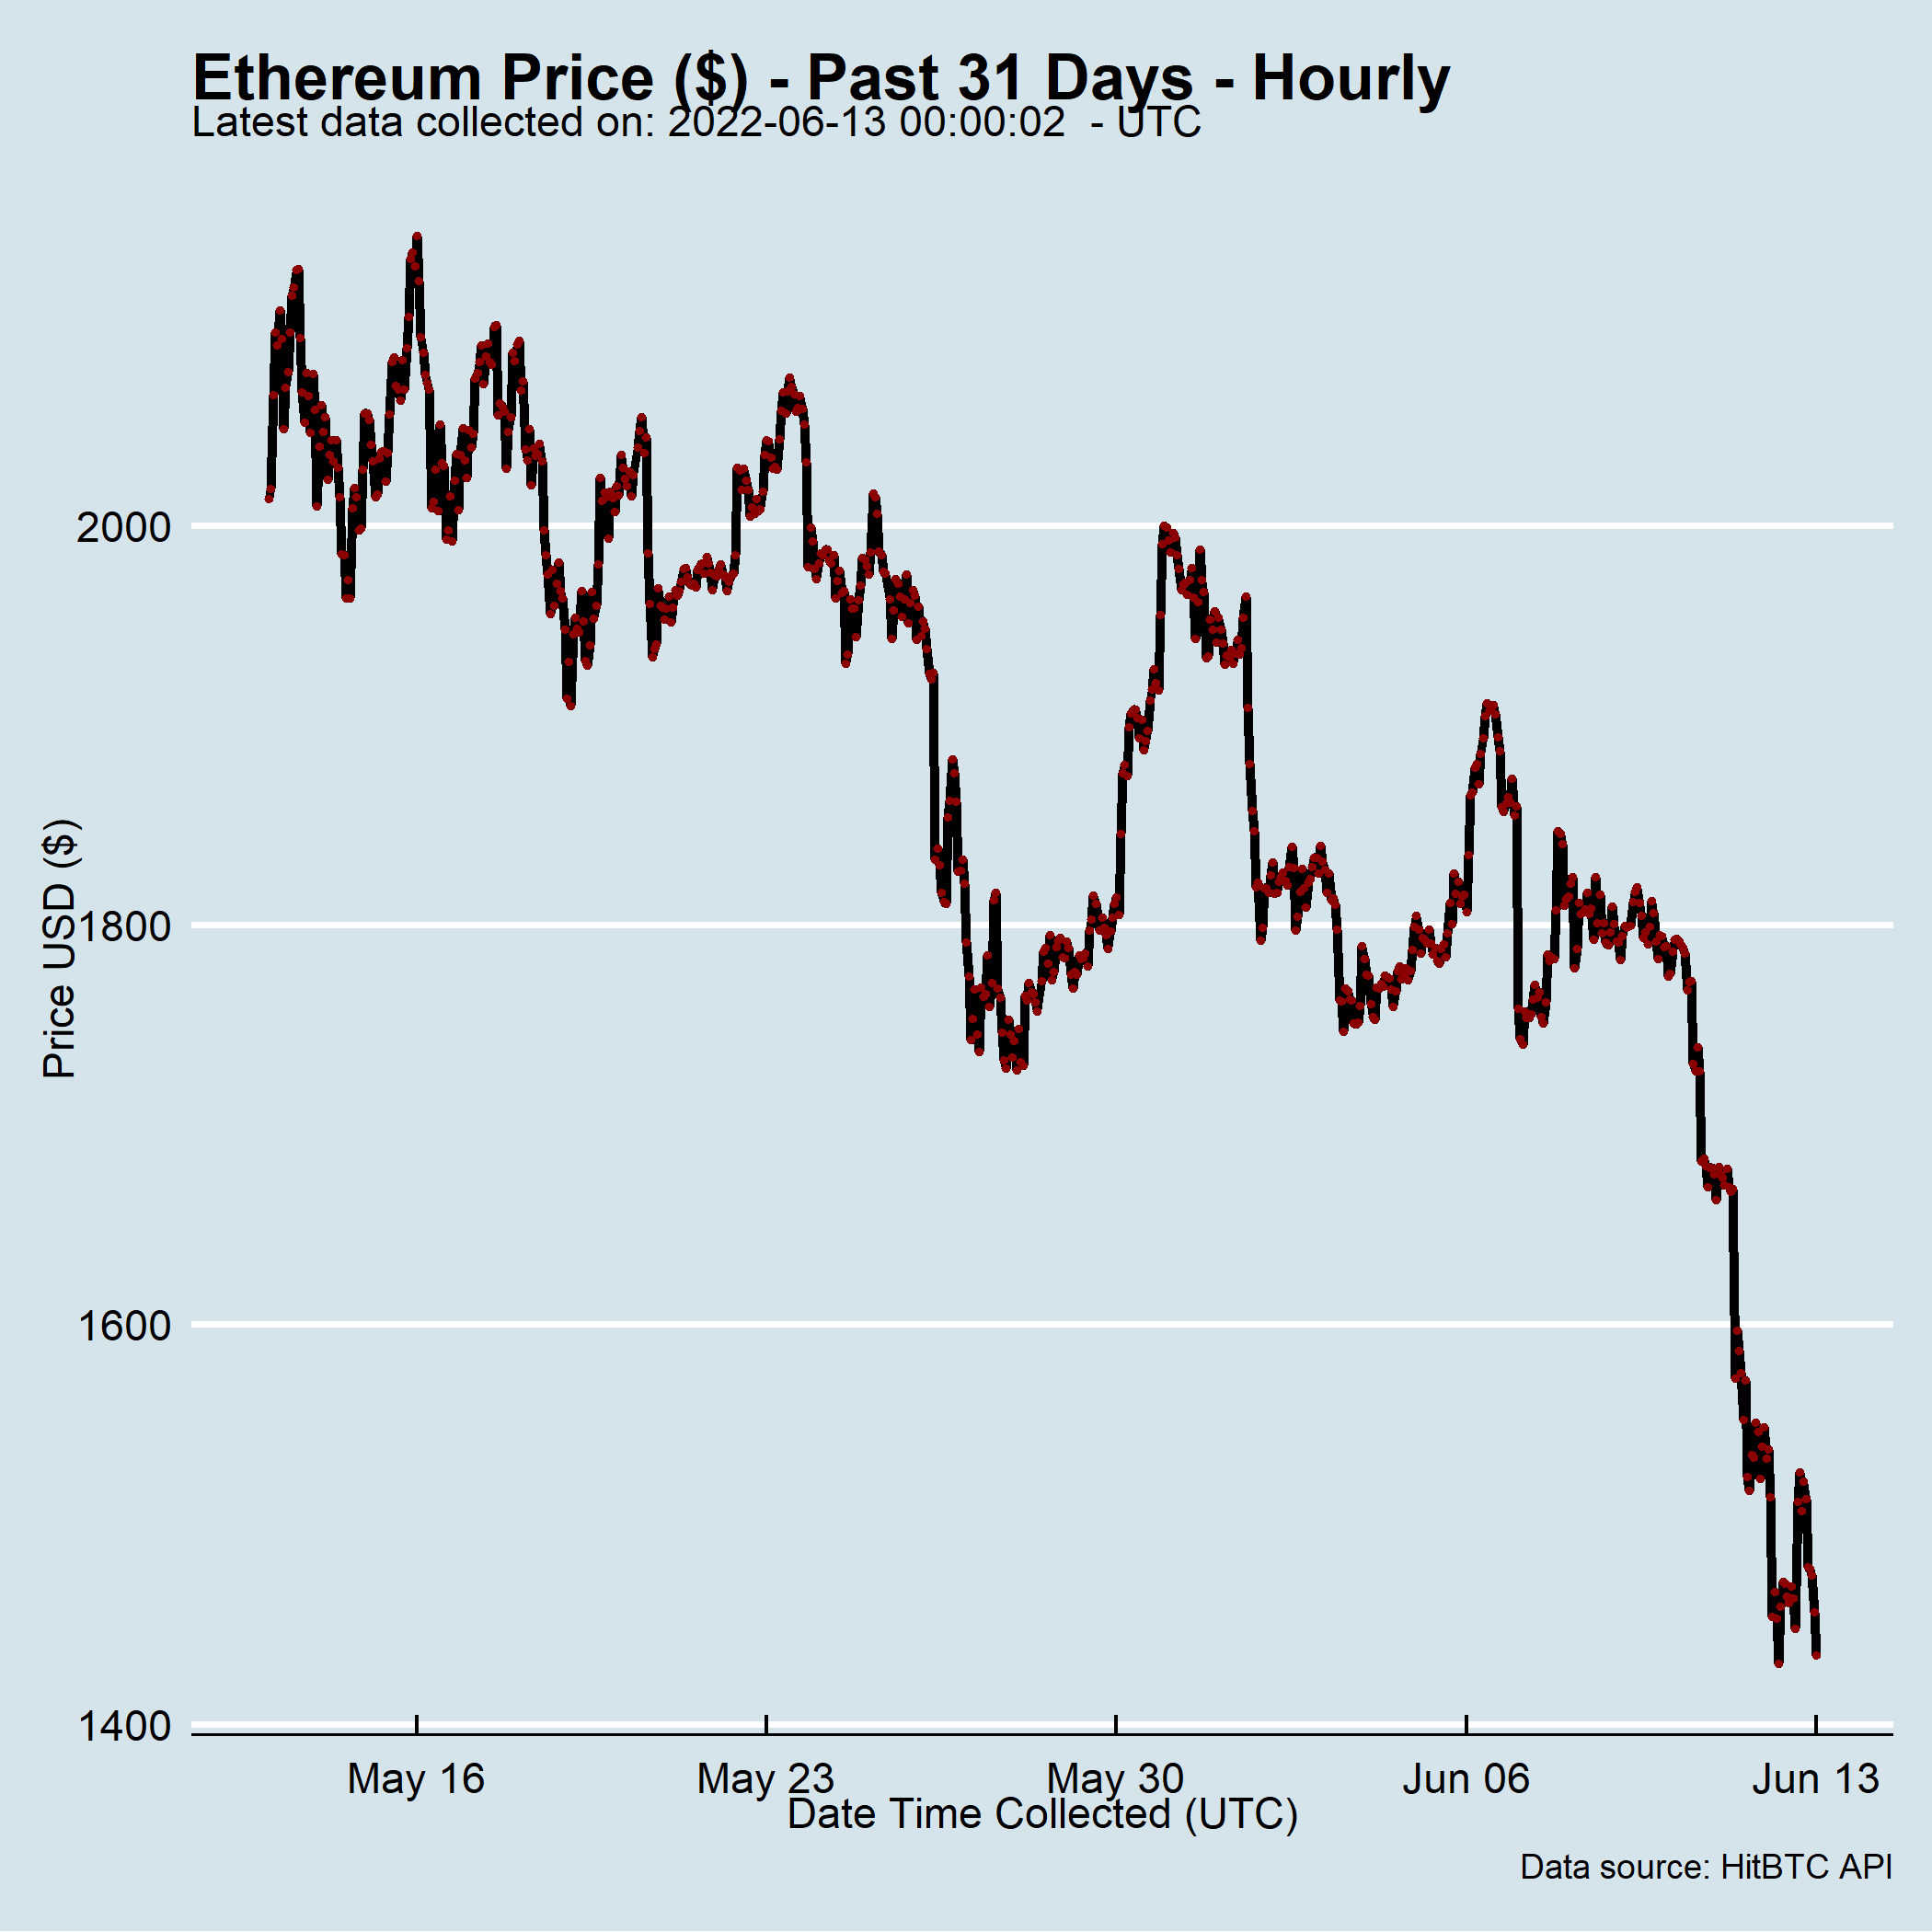 Ethereum Price ($) - Past 31 Days - Hourly
Latest data collected on: 2022-06-13 00:00:02  - UTC
Price USD ($)
2000
1800
1600
1400
May 16 May 23 May 30 Jun 06 Jun 13
Date Time Collected (UTC)
Data source: HitBTC API